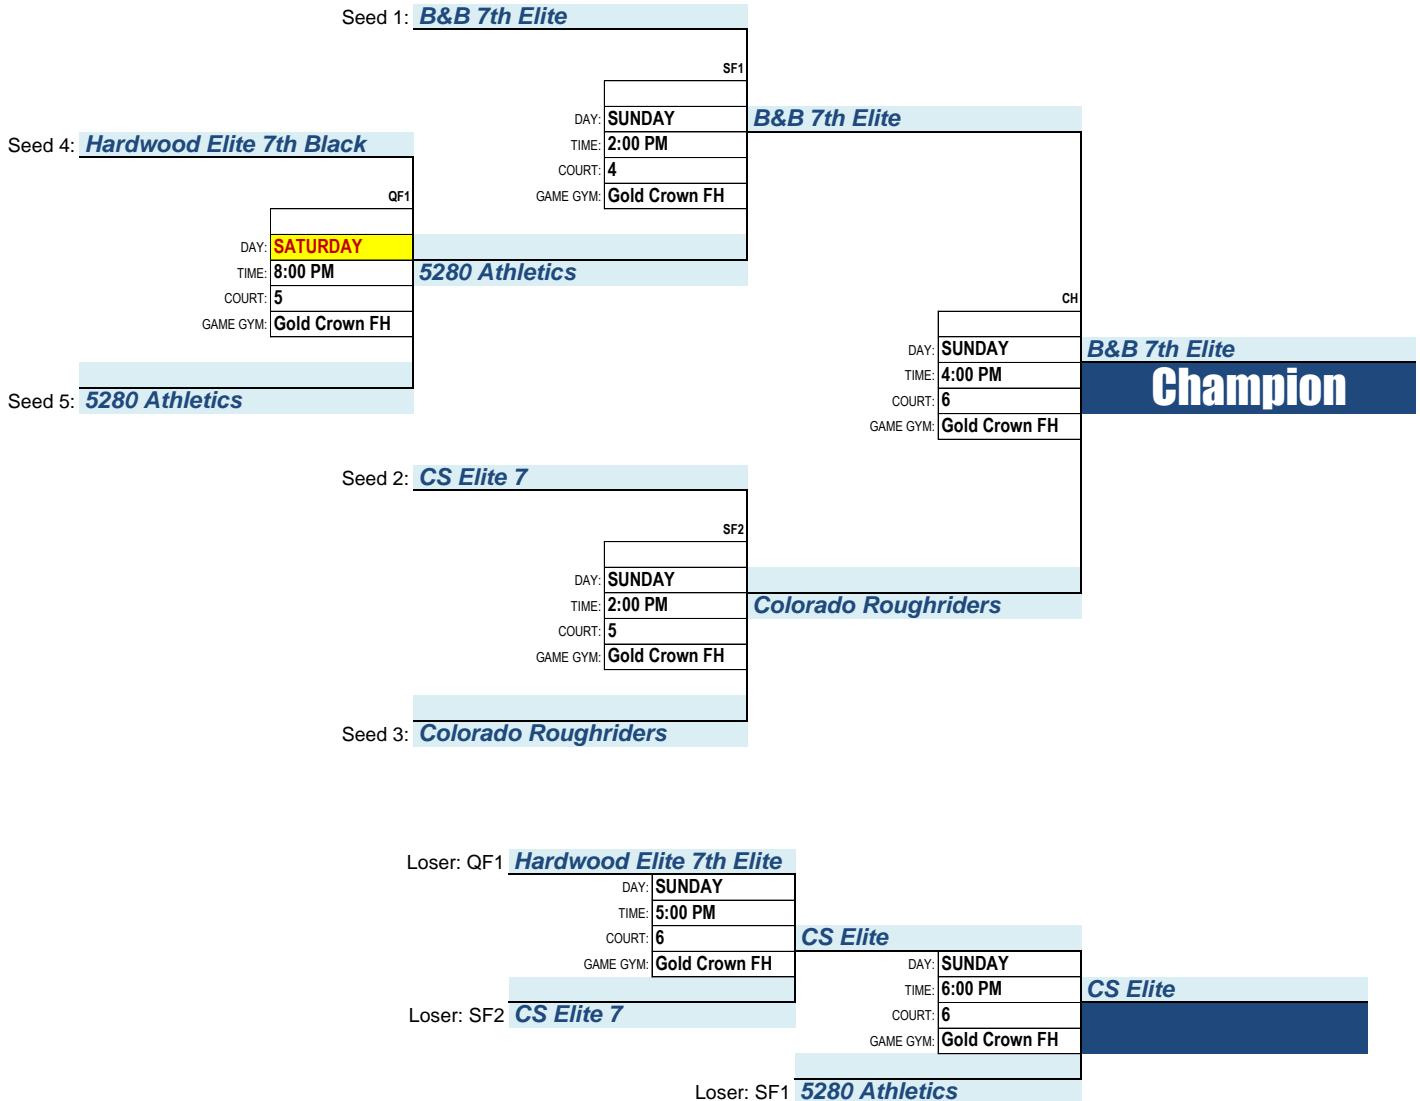 Seed 1: B&B 7th Elite
SF1
DAY: SUNDAY
B&B 7th Elite
Seed 4: Hardwood Elite 7th Black
TIME: 2:00 PM
COURT: 4
QF1
GAME GYM: Gold Crown FH
DAY: SATURDAY
TIME: 8:00 PM
5280 Athletics
COURT: 5
CH
GAME GYM: Gold Crown FH
DAY: SUNDAY
B&B 7th Elite
TIME: 4:00 PM
Champion
Seed 5: 5280 Athletics
COURT: 6
GAME GYM: Gold Crown FH
Seed 2: CS Elite 7
SF2
DAY: SUNDAY
TIME: 2:00 PM
Colorado Roughriders
COURT: 5
GAME GYM: Gold Crown FH
Seed 3: Colorado Roughriders
Loser: QF1 Hardwood Elite 7th Elite
DAY: SUNDAY
TIME: 5:00 PM
COURT: 6
CS Elite
GAME GYM: Gold Crown FH
DAY: SUNDAY
TIME: 6:00 PM
CS Elite
Loser: SF2 CS Elite 7
COURT: 6
GAME GYM: Gold Crown FH
Loser: SF1 5280 Athletics